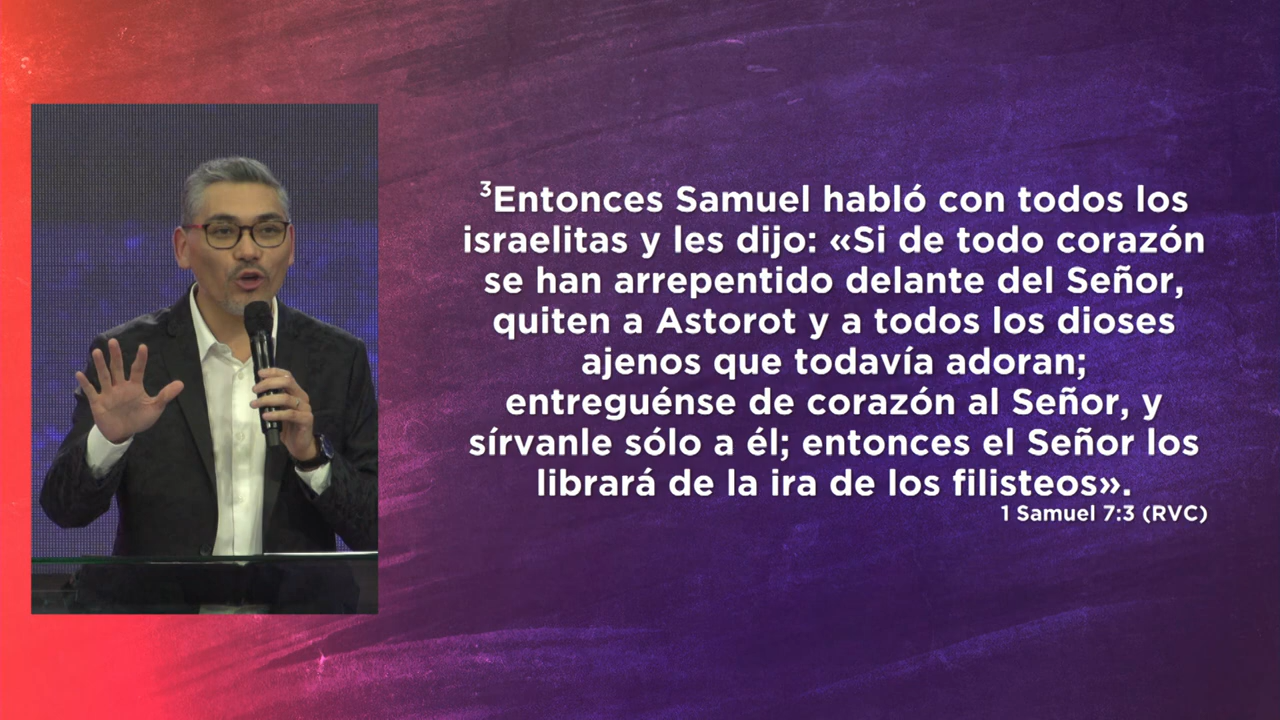 ³Entonces Samuel habló con todos los
israelitas y les dijo: «Si de todo corazón
se han arrepentido delante del Señor,
quiten a Astorot y a todos los dioses
ajenos que todavía adoran;
entreguénse de corazón al Señor, y
sírvanle sólo a él; entonces el Señor los
librará de la ira de los filisteos».
1 Samuel 7:3 (RVC)